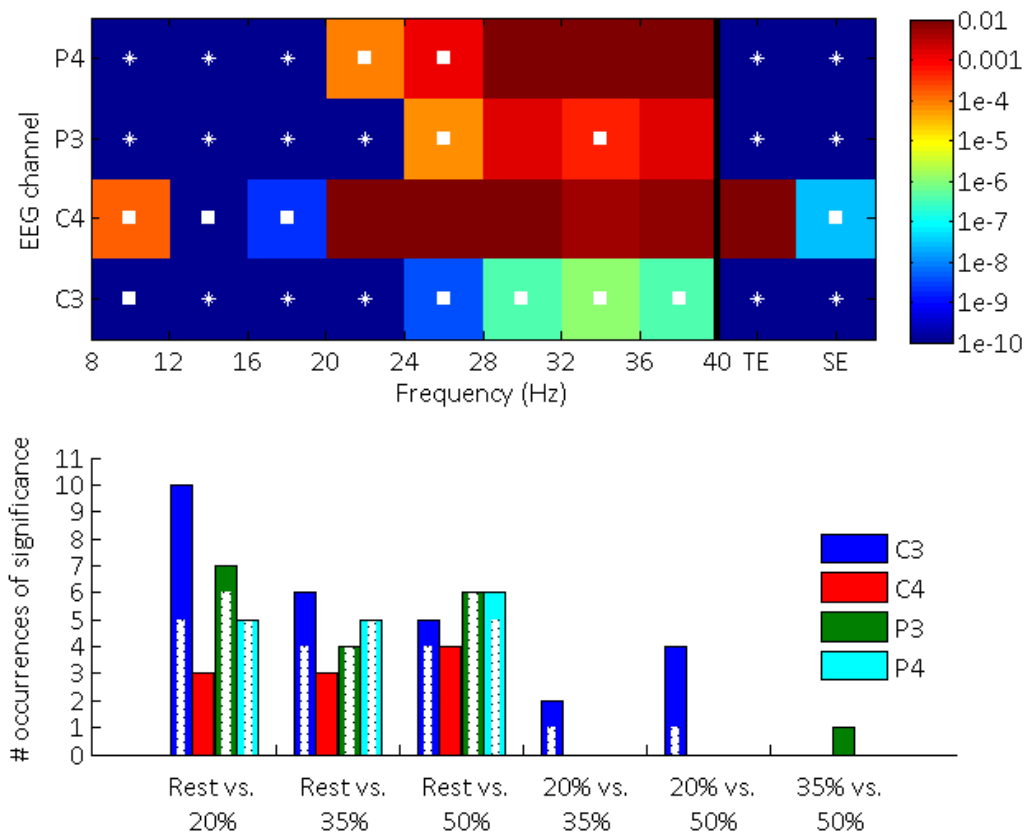 EEG channel
P4
P3
C4
C3
8 12 16 20 24 28 32 36 40 TE SE
Frequency (Hz)
0.01
0.001
1e-4
1e-5
1e-6
1e-7
1e-8
1e-9
1e-10
# occurrences of significance
11
10
9
8
7
6
5
4
3
2
1
0
C3
C4
P3
P4
Rest vs. 20%
Rest vs. 35%
Rest vs. 50%
20% vs. 35%
20% vs. 50%
35% vs. 50%